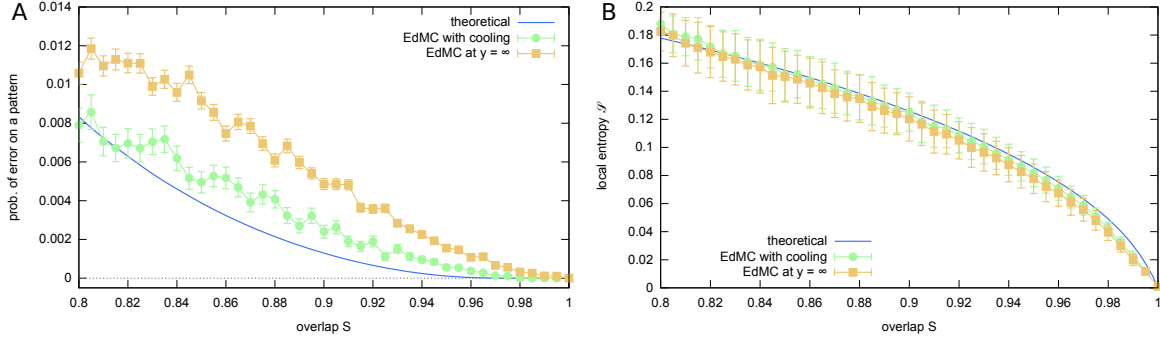 A
prob. of error on a pattern
0.014
0.012
0.01
0.008
0.006
0.004
0.002
0
theoretical
EdMC with cooling
EdMC at y = ∞
0.8 0.82 0.84 0.86 0.88 0.9 0.92 0.94 0.96 0.98 1
overlap S
B
local entropy 𝒮
0.2
0.18
0.16
0.14
0.12
0.1
0.08
0.06
0.04
0.02
0
theoretical
EdMC with cooling
EdMC at y = ∞
0.8 0.82 0.84 0.86 0.88 0.9 0.92 0.94 0.96 0.98 1
overlap S